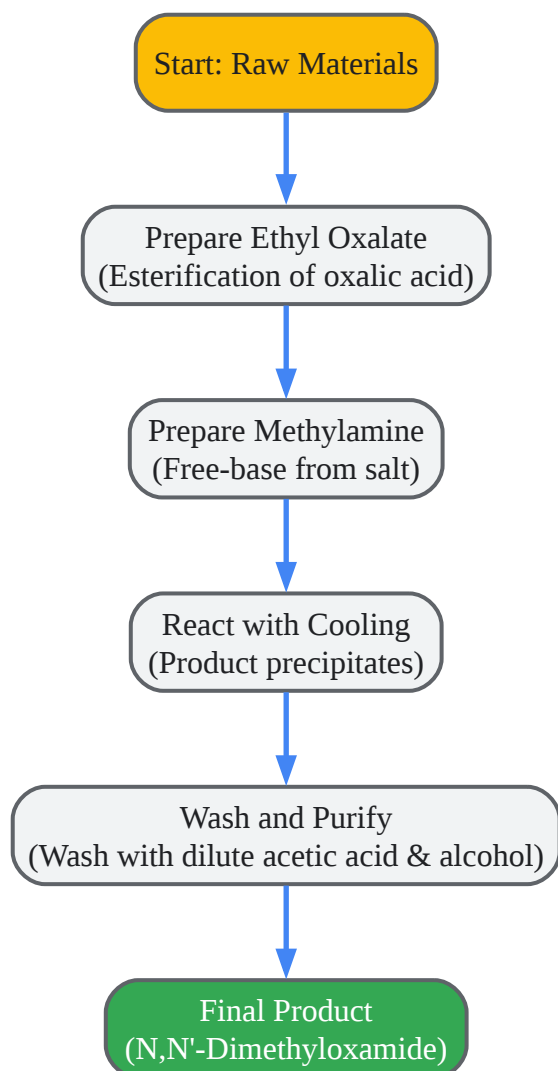 Start: Raw Materials
Prepare Ethyl Oxalate
(Esterification of oxalic acid)
Prepare Methylamine
(Free-base from salt)
React with Cooling
(Product precipitates)
Wash and Purify
(Wash with dilute acetic acid & alcohol)
Final Product
(N,N'-Dimethyloxamide)